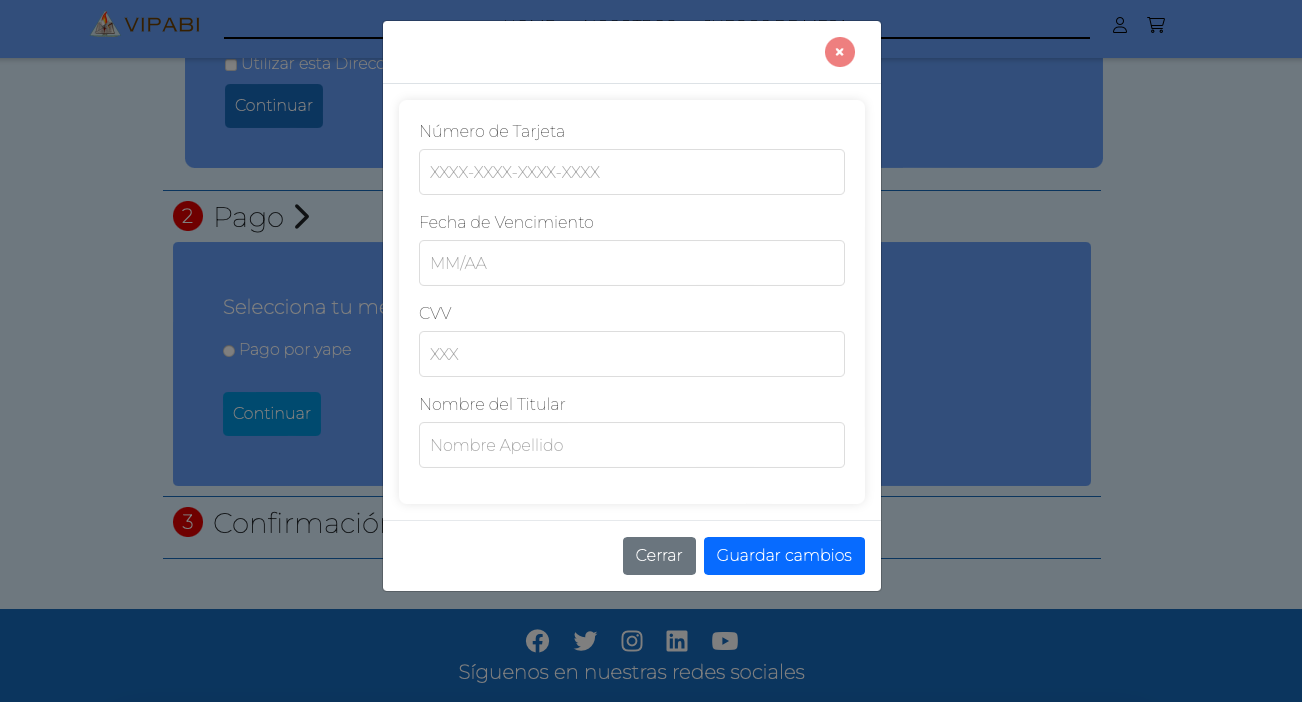 VIPABI
Utilizar esta Direcc
Continuar
×
Número de Tarjeta
XXXX-XXXX-XXXX-XXXX
Fecha de Vencimiento
MM/AA
CVV
XXX
Nombre del Titular
Nombre Apellido
Cerrar
Guardar cambios
2 Pago
Selecciona tu me
Pago por yape
Continuar
3 Confirmación
Síguenos en nuestras redes sociales